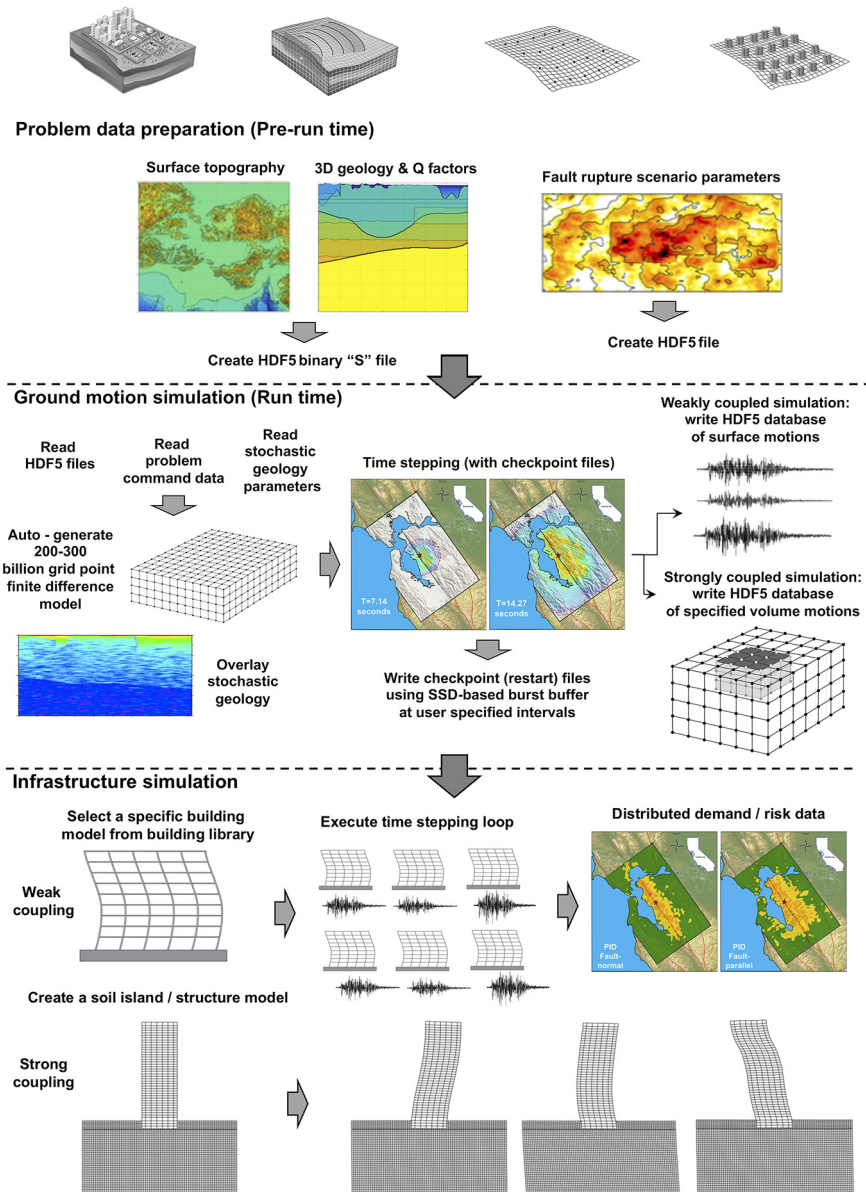 Problem data preparation (Pre-run time)
Surface topography
3D geology & Q factors
Fault rupture scenario parameters
Create HDF5 binary “S” file
Create HDF5 file
Ground motion simulation (Run time)
Read
HDF5 files
Read
problem
command data
Read
stochastic
geology
parameters
Auto - generate
200-300
billion grid point
finite difference
model
Overlay
stochastic
geology
Time stepping (with checkpoint files)
T=7.14
seconds
T=14.27
seconds
Write checkpoint (restart) files
using SSD-based burst buffer
at user specified intervals
Weakly coupled simulation:
write HDF5 database
of surface motions
Strongly coupled simulation:
write HDF5 database
of specified volume motions
Infrastructure simulation
Select a specific building
model from building library
Weak
coupling
Execute time stepping loop
Distributed demand / risk data
PID
Fault-
normal
PID
Fault-
parallel
Create a soil island / structure model
Strong
coupling